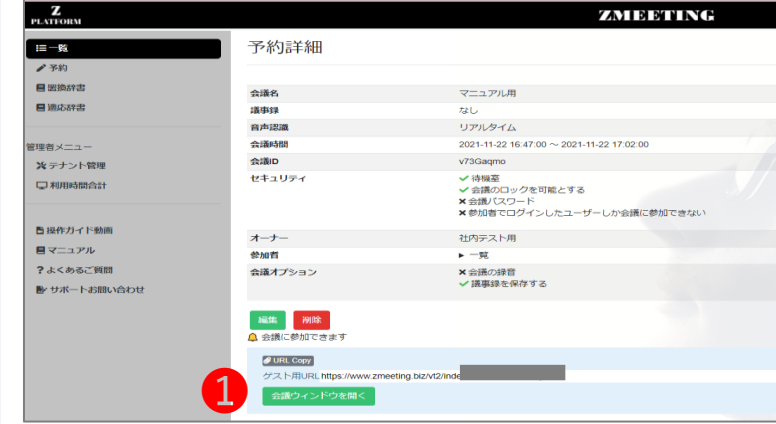 Z
PLATFORM
ZMEETING
一覧
予約
置換辞書
適応辞書
管理者メニュー
テナント管理
利用時間合計
操作ガイド動画
マニュアル
よくあるご質問
サポートお問い合わせ
予約詳細
会議名 マニュアル用
議事録 なし
音声認識 リアルタイム
会議時間 2021-11-22 16:47:00 ~ 2021-11-22 17:02:00
会議ID v73Gaqmo
セキュリティ ✓ 待機室
✓ 会議のロックを可能とする
✕ 会議パスワード
✕ 参加者でログインしたユーザーしか会議に参加できない
オーナー 社内テスト用
参加者 ▶ 一覧
会議オプション ✕ 会議の録音
✓ 議事録を保存する
編集 削除
会議に参加できます
URL Copy
ゲスト用URL https://www.zmeeting.biz/vt2/inde
1 会議ウィンドウを開く